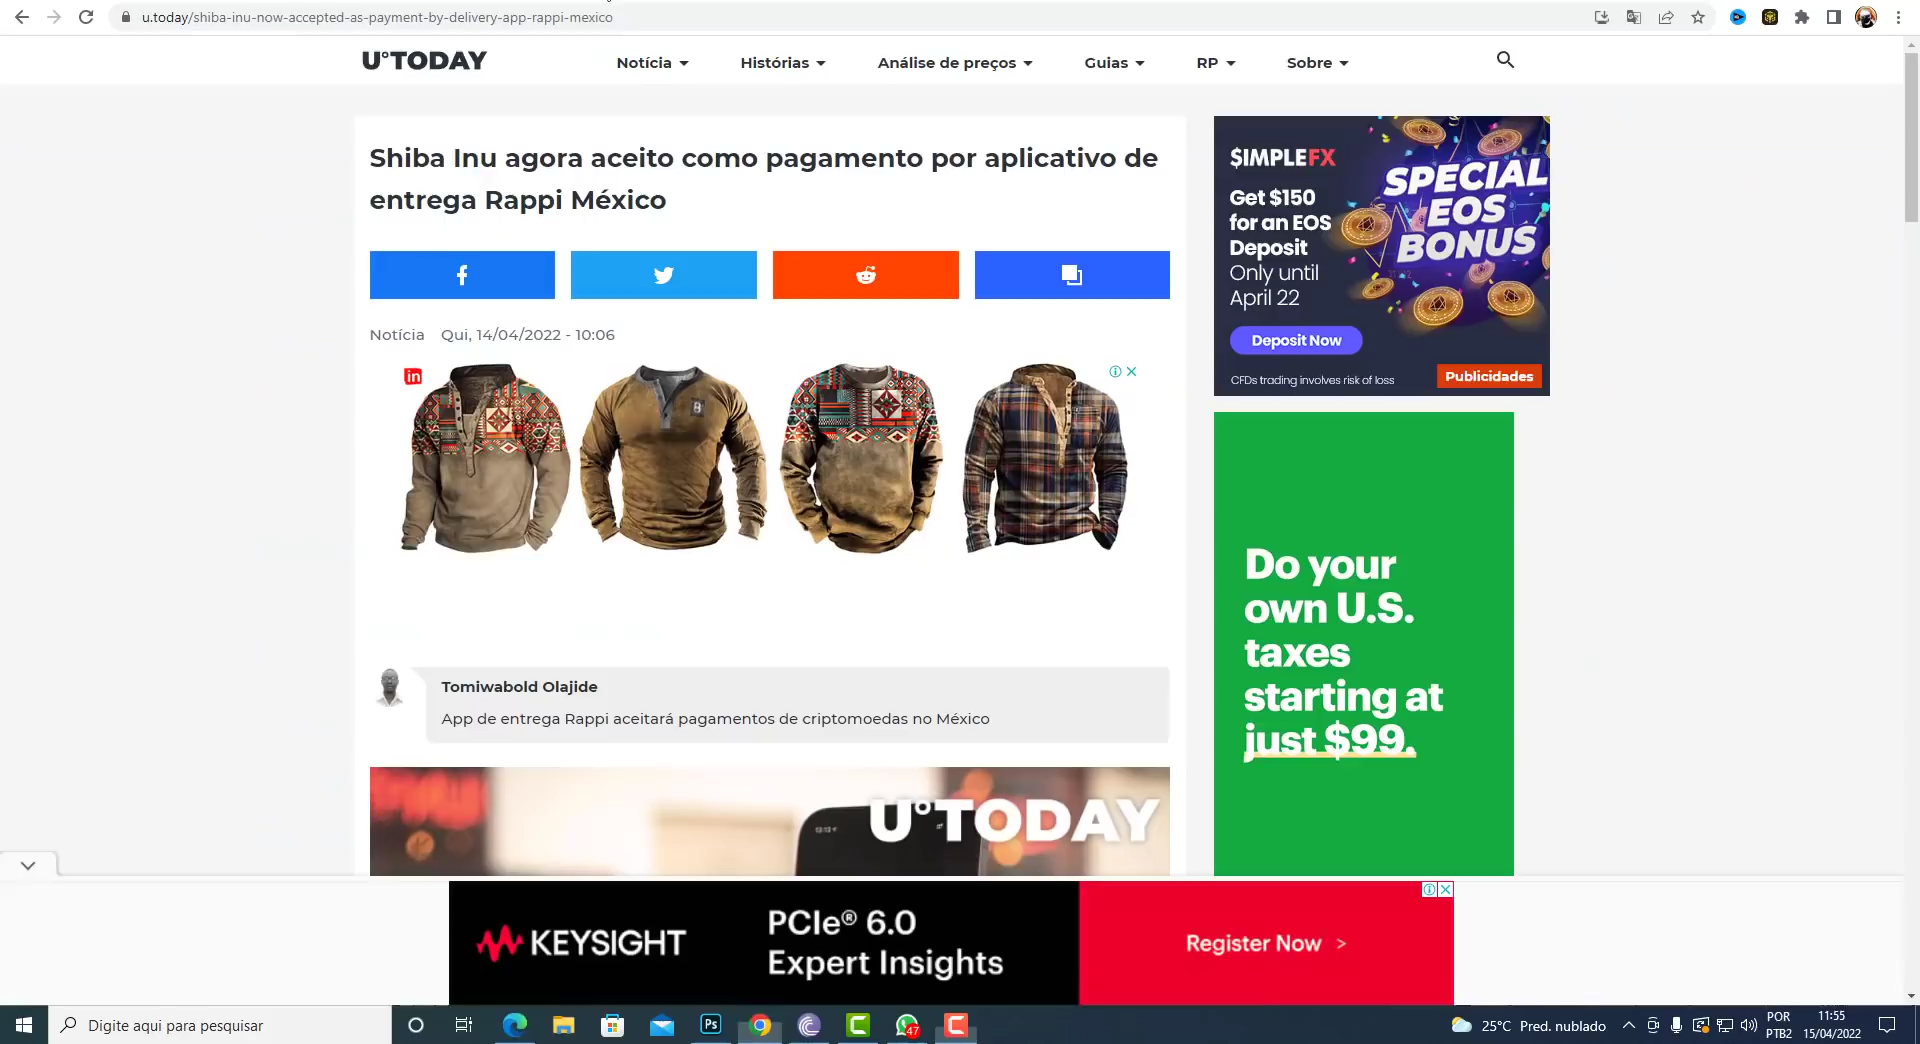 u.today/shiba-inu-now-accepted-as-payment-by-delivery-app-rappi-mexico
U°TODAY
Notícia
Histórias
Análise de preços
Guias
RP
Sobre
Shiba Inu agora aceito como pagamento por aplicativo de
entrega Rappi México
Notícia Qui, 14/04/2022 - 10:06
in
Tomiwabold Olajide
App de entrega Rappi aceitará pagamentos de criptomoedas no México
U°TODAY
$IMPLEFX
Get $150
for an EOS
Deposit
Only until
April 22
Deposit Now
CFDs trading involves risk of loss
SPECIAL
EOS
BONUS
Publicidades
Do your
own U.S.
taxes
starting at
just $99.
KEYSIGHT
PCIe® 6.0
Expert Insights
Register Now >
Digite aqui para pesquisar
Ps
47
25°C Pred. nublado
POR
PTB2
11:55
15/04/2022